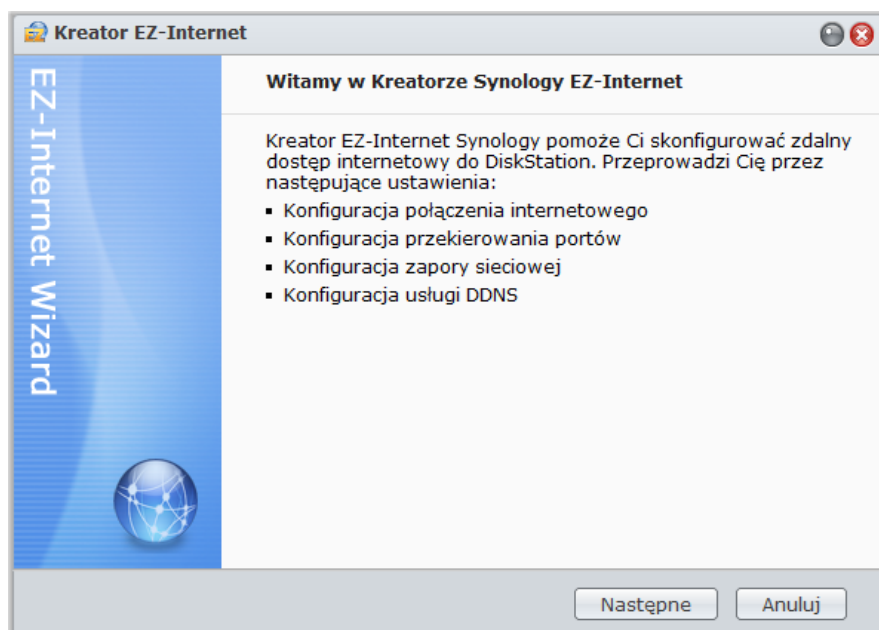 Kreator EZ-Internet
EZ-Internet Wizard
Witamy w Kreatorze Synology EZ-Internet
Kreator EZ-Internet Synology pomoże Ci skonfigurować zdalny
dostęp internetowy do DiskStation. Przeprowadzi Cię przez
następujące ustawienia:
▪ Konfiguracja połączenia internetowego
▪ Konfiguracja przekierowania portów
▪ Konfiguracja zapory sieciowej
▪ Konfiguracja usługi DDNS
Następne
Anuluj